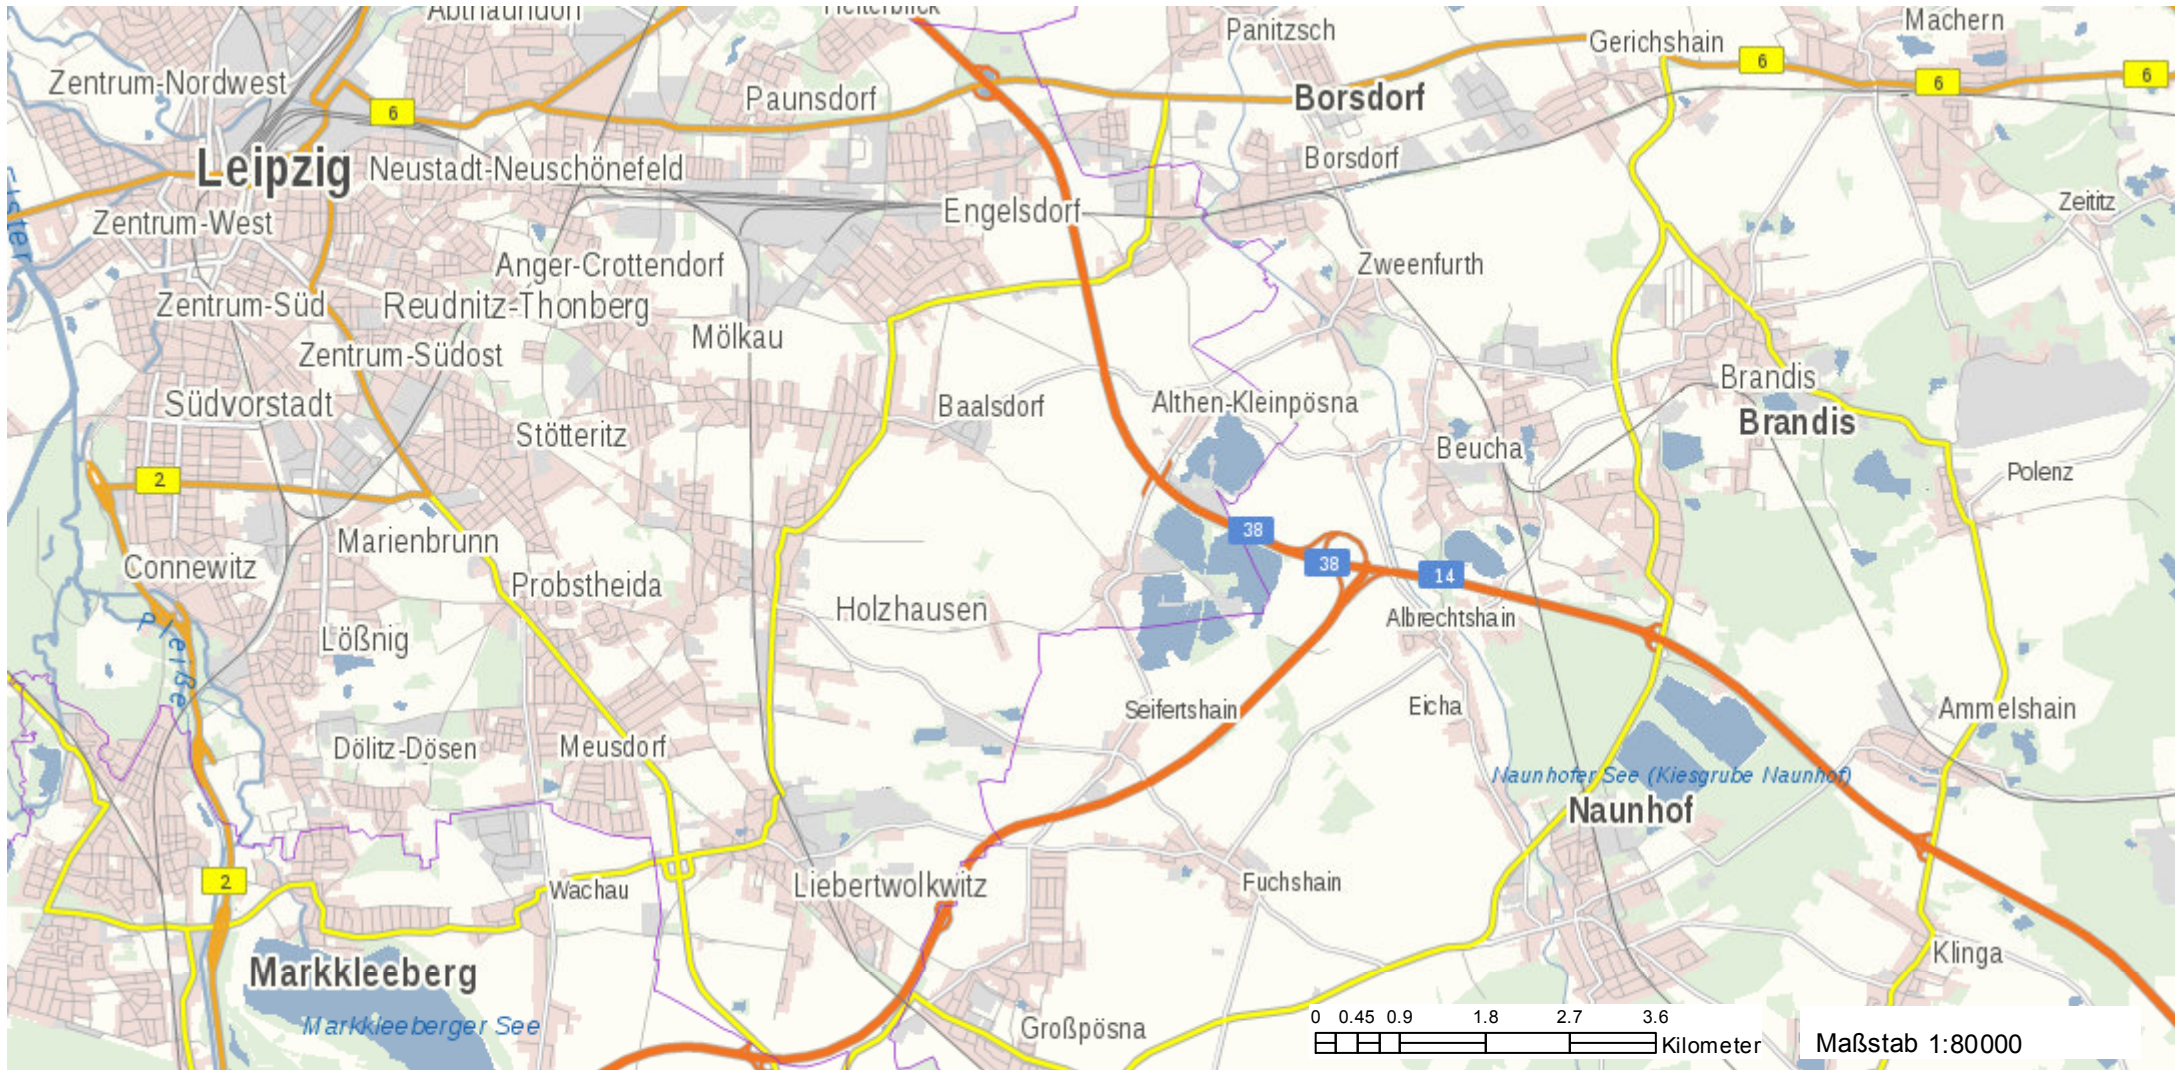 Abtnaundorf
Heiterblick
Panitzsch
Machern
Gerichshain
6
6
6
6
Zentrum-Nordwest
Paunsdorf
Borsdorf
Leipzig
Neustadt-Neuschönefeld
Borsdorf
Elster
Zentrum-West
Engelsdorf
Zeititz
Anger-Crottendorf
Zweenfurth
Zentrum-Süd
Reudnitz-Thonberg
Mölkau
Zentrum-Südost
Brandis
Südvorstadt
Baalsdorf
Althen-Kleinpösna
Brandis
Stötteritz
Beucha
Polenz
2
38
Marienbrunn
38
14
Connewitz
Probstheida
Holzhausen
Albrechtshain
Pleiße
Lößnig
Seifertshain
Eicha
Ammelshain
Dölitz-Dösen
Meusdorf
Naunhofer See (Kiesgrube Naunhof)
Naunhof
2
Wachau
Liebertwolkwitz
Fuchshain
Klinga
Markkleeberg
Markkleeberger See
Großpösna
0 0.45 0.9 1.8 2.7 3.6
Kilometer
Maßstab 1:80000